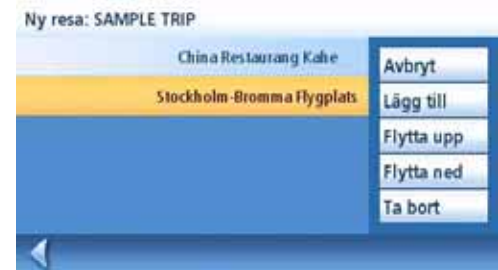 Ny resa: SAMPLE TRIP
China Restaurang Kahe
Stockholm-Bromma Flygplats
Avbryt
Lägg till
Flytta upp
Flytta ned
Ta bort